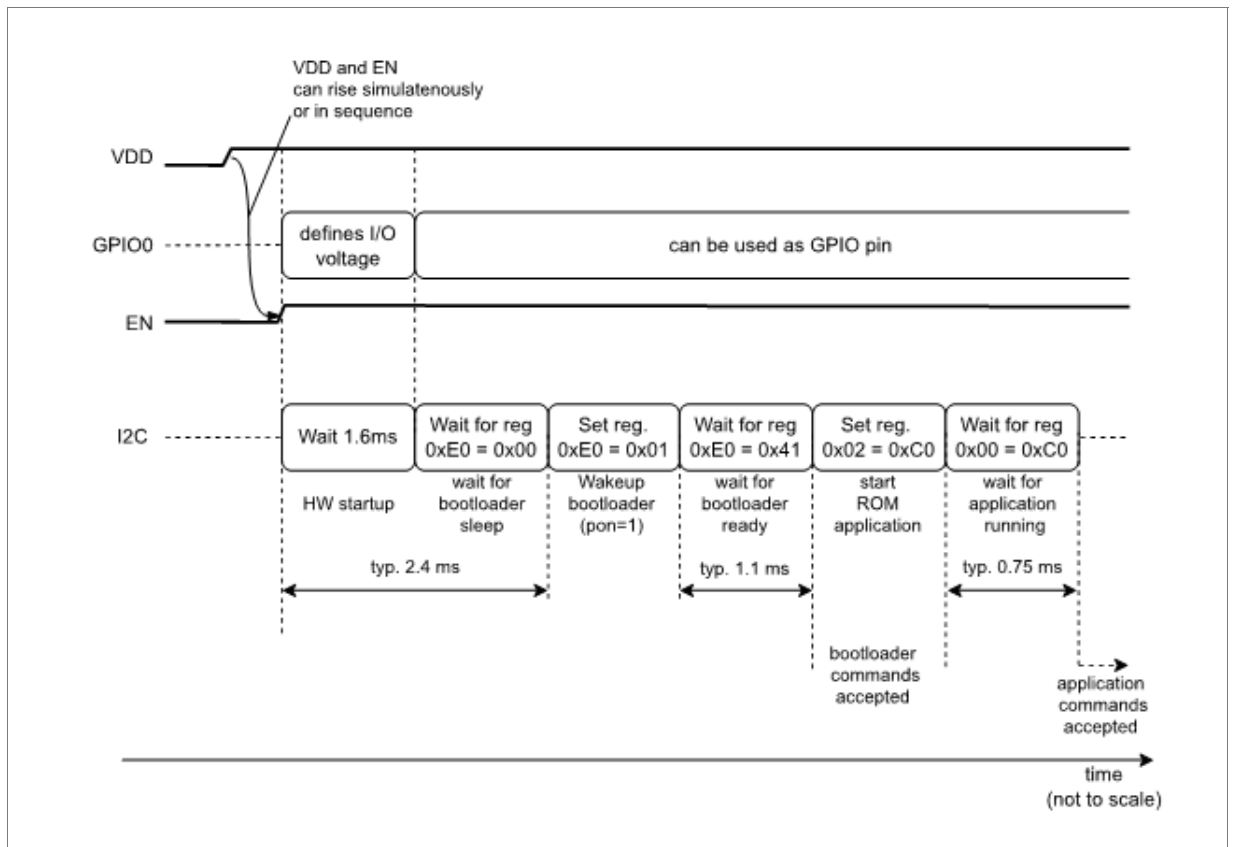 VDD and EN
can rise simulatenously
or in sequence
VDD
GPIO0
defines I/O
voltage
can be used as GPIO pin
EN
I2C
Wait 1.6ms
Wait for reg
0xE0 = 0x00
Set reg.
0xE0 = 0x01
Wait for reg
0xE0 = 0x41
Set reg.
0x02 = 0xC0
Wait for reg
0x00 = 0xC0
HW startup
wait for
bootloader
sleep
Wakeup
bootloader
(pon=1)
wait for
bootloader
ready
start
ROM
application
wait for
application
running
typ. 2.4 ms
typ. 1.1 ms
typ. 0.75 ms
bootloader
commands
accepted
application
commands
accepted
time
(not to scale)